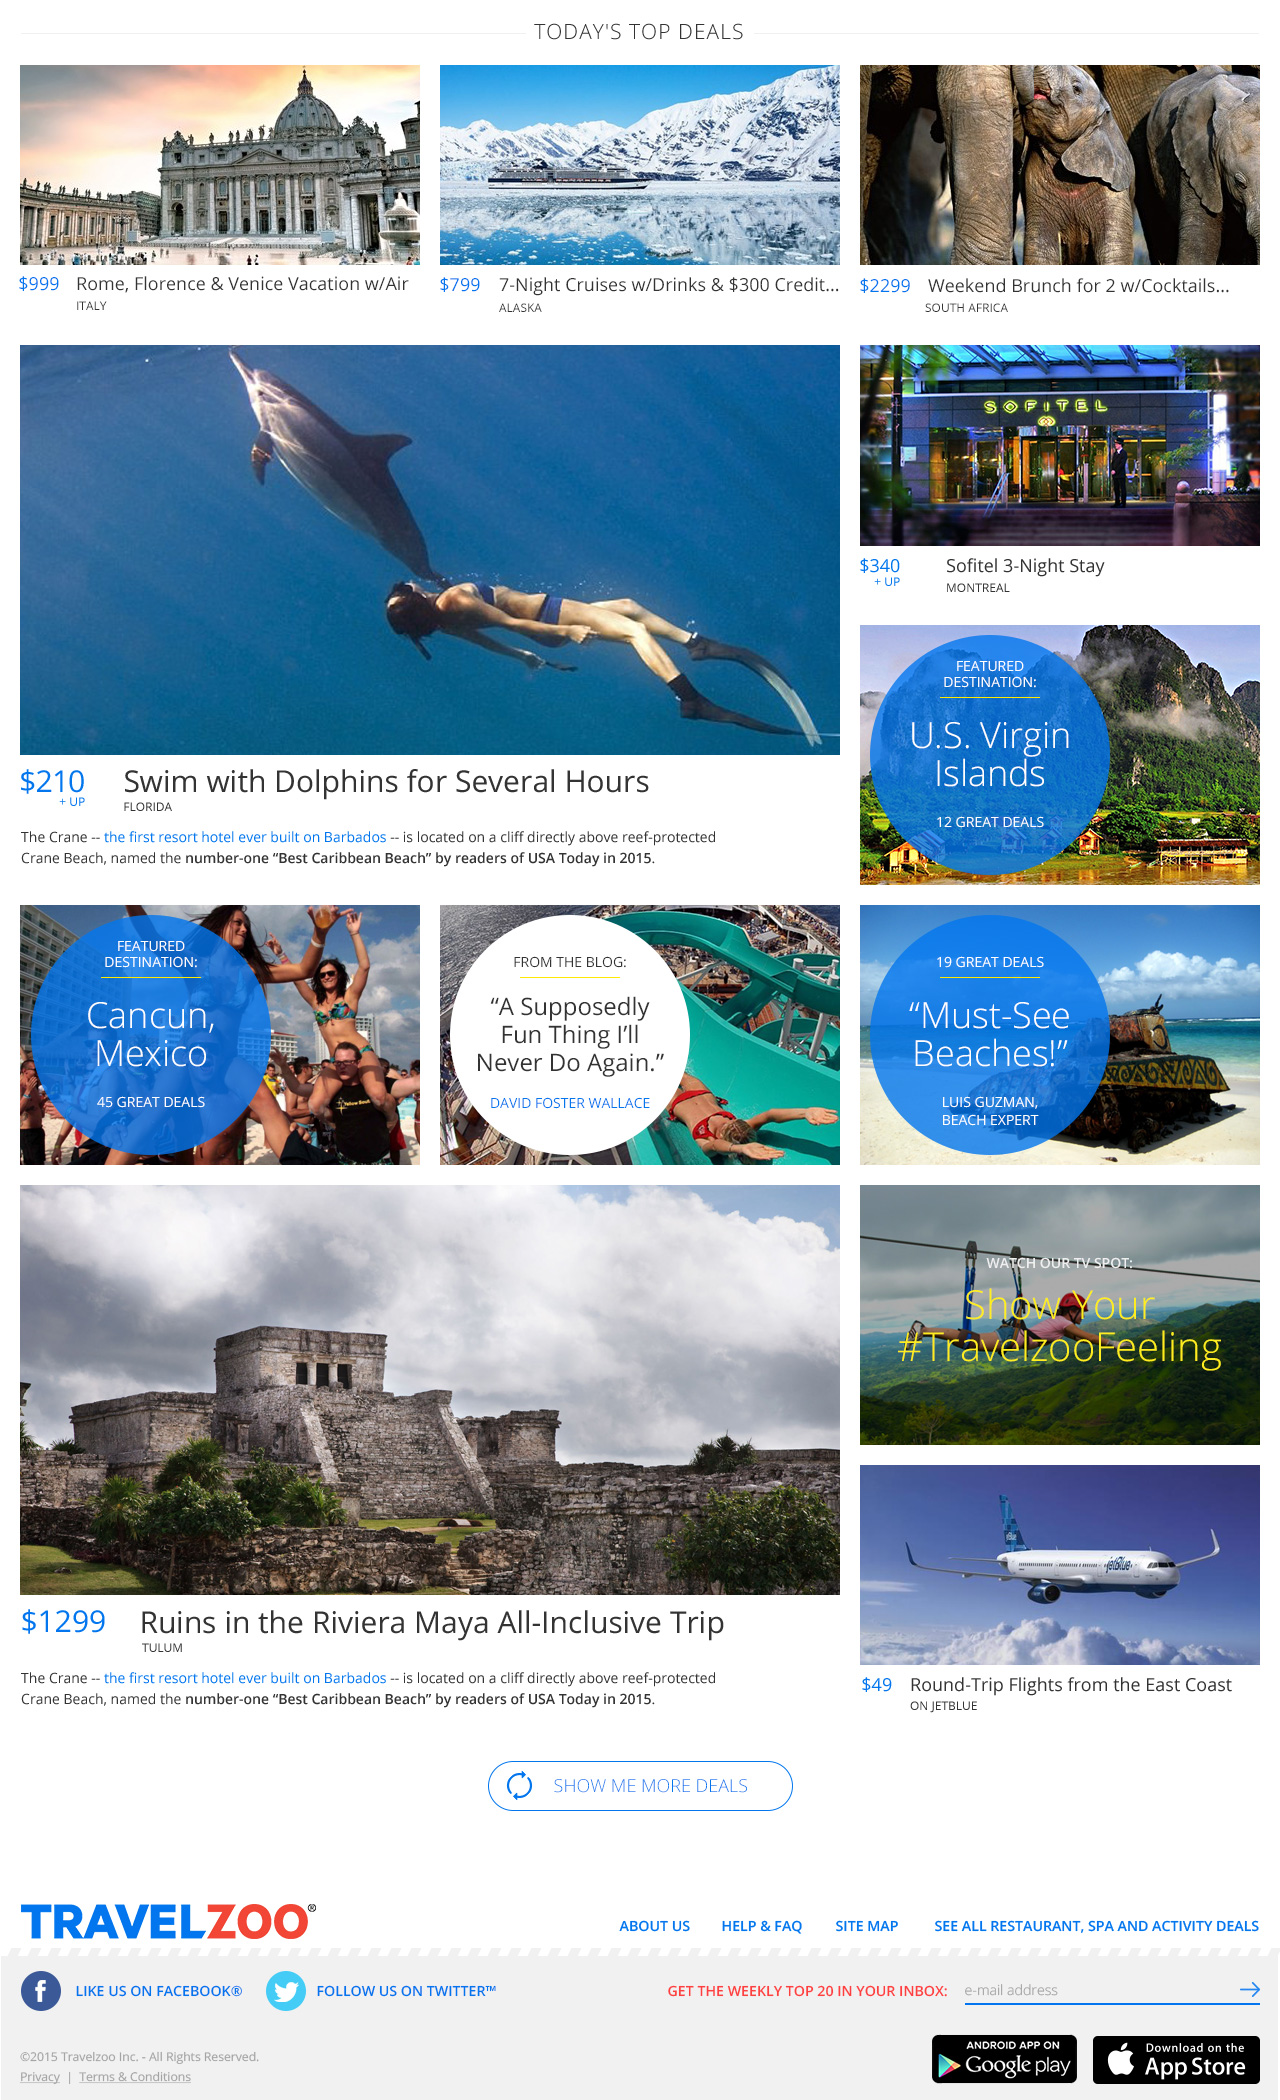 TODAY'S TOP DEALS
$999 Rome, Florence & Venice Vacation w/Air
ITALY
$799 7-Night Cruises w/Drinks & $300 Credit...
ALASKA
$2299 Weekend Brunch for 2 w/Cocktails...
SOUTH AFRICA
$210 Swim with Dolphins for Several Hours
+ UP FLORIDA
The Crane -- the first resort hotel ever built on Barbados -- is located on a cliff directly above reef-protected
Crane Beach, named the number-one “Best Caribbean Beach” by readers of USA Today in 2015.
SOFITEL
$340 Sofitel 3-Night Stay
+ UP MONTREAL
FEATURED
DESTINATION:
U.S. Virgin
Islands
12 GREAT DEALS
FEATURED
DESTINATION:
Cancun,
Mexico
45 GREAT DEALS
FROM THE BLOG:
“A Supposedly
Fun Thing I’ll
Never Do Again.”
DAVID FOSTER WALLACE
19 GREAT DEALS
“Must-See
Beaches!”
LUIS GUZMAN,
BEACH EXPERT
$1299 Ruins in the Riviera Maya All-Inclusive Trip
TULUM
The Crane -- the first resort hotel ever built on Barbados -- is located on a cliff directly above reef-protected
Crane Beach, named the number-one “Best Caribbean Beach” by readers of USA Today in 2015.
WATCH OUR TV SPOT:
Show Your
#TravelzooFeeling
jetBlue
$49 Round-Trip Flights from the East Coast
ON JETBLUE
SHOW ME MORE DEALS
TRAVELZOO®
ABOUT US HELP & FAQ SITE MAP SEE ALL RESTAURANT, SPA AND ACTIVITY DEALS
f LIKE US ON FACEBOOK® FOLLOW US ON TWITTER™ GET THE WEEKLY TOP 20 IN YOUR INBOX: e-mail address
©2015 Travelzoo Inc. - All Rights Reserved.
Privacy | Terms & Conditions
ANDROID APP ON
Google play
Download on the
App Store